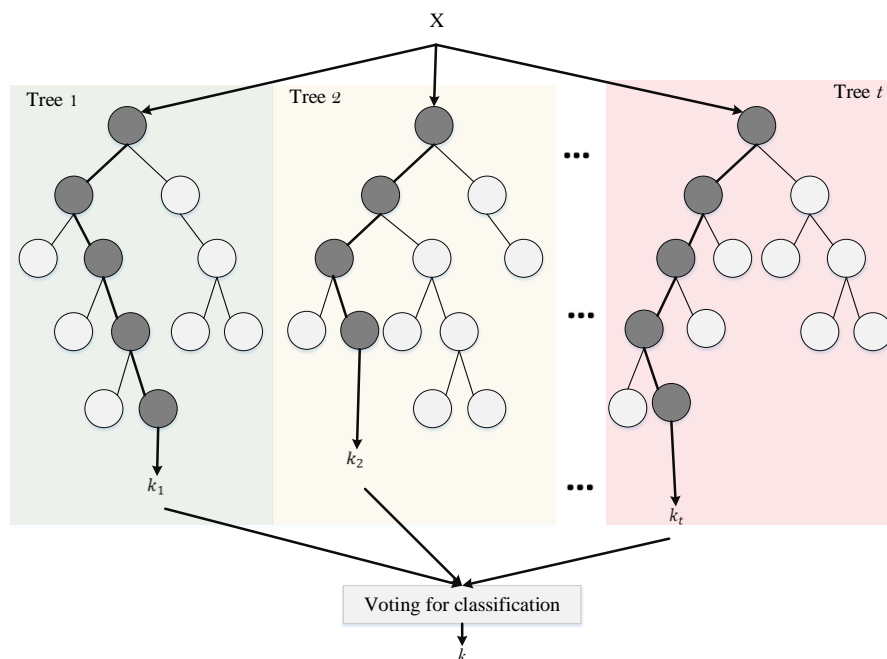 X
Tree 1
Tree 2
Tree t
...
...
k₁
k₂
...
kₜ
Voting for classification
k